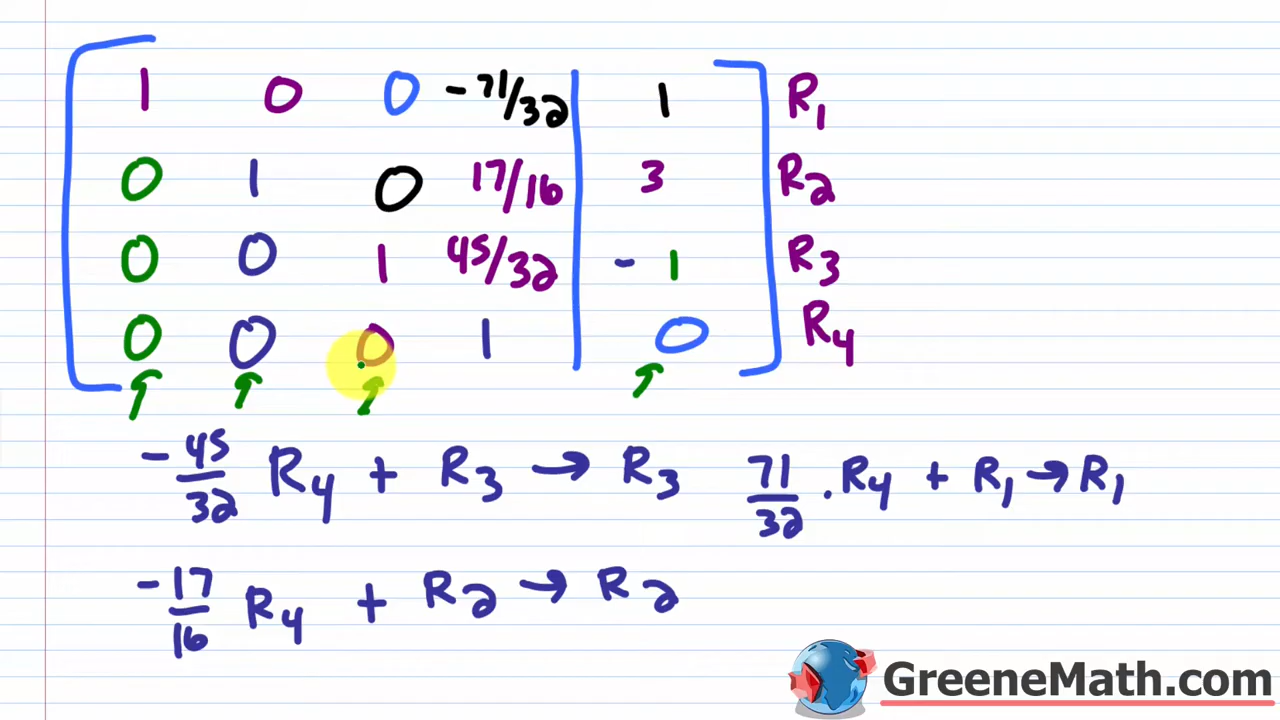 1 0 0 -71/32 1 R1
0 1 0 17/16 3 R2
0 0 1 45/32 -1 R3
0 0 0 1 0 R4
-45/32 R4 + R3 → R3 71/32 . R4 + R1 → R1
-17/16 R4 + R2 → R2
GreeneMath.com